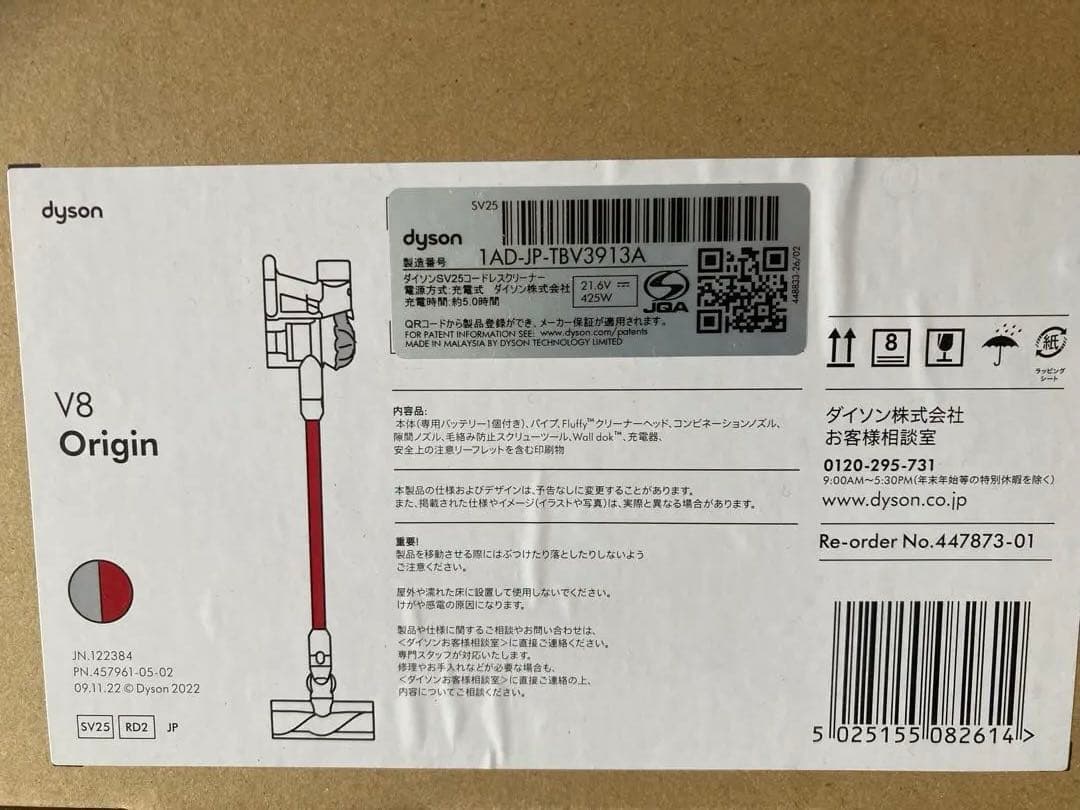 dyson
V8
Origin
JN.122384
PN.457961-05-02
09.11.22 © Dyson 2022
SV25 RD2 JP
SV25
dyson
製造番号 1AD-JP-TBV3913A
ダイソンSV25コードレスクリーナー
電源方式:充電式 ダイソン株式会社
充電時間:約5.0時間
21.6V
425W
JQA
448833-26/02
QRコードから製品登録ができ、メーカー保証が適用されます。
FOR PATENT INFORMATION SEE: www.dyson.com/patents
MADE IN MALAYSIA BY DYSON TECHNOLOGY LIMITED
内容品:
本体(専用バッテリー1個付き)、パイプ、Fluffy™クリーナーヘッド、コンビネーションノズル、
隙間ノズル、毛絡み防止スクリューツール、Wall dok™、充電器、
安全上の注意リーフレットを含む印刷物
本製品の仕様およびデザインは、予告なしに変更することがあります。
また、掲載された仕様やイメージ(イラストや写真)は、実際と異なる場合があります。
重要!
製品を移動させる際にはぶつけたり落としたりしないよう
ご注意ください。
屋外や濡れた床に設置して使用しないでください。
けがや感電の原因になります。
製品や仕様に関するご相談やお問い合わせは、
<ダイソンお客様相談室>に直接ご連絡ください。
専門スタッフが対応いたします。
修理やお手入れなどが必要な場合も、
<ダイソンお客様相談室>に直接ご連絡の上、
内容についてご相談ください。
8
紙
ラッピング
シート
ダイソン株式会社
お客様相談室
0120-295-731
9:00AM~5:30PM(年末年始等の特別休暇を除く)
www.dyson.co.jp
Re-order No.447873-01
5 025155 082614 >